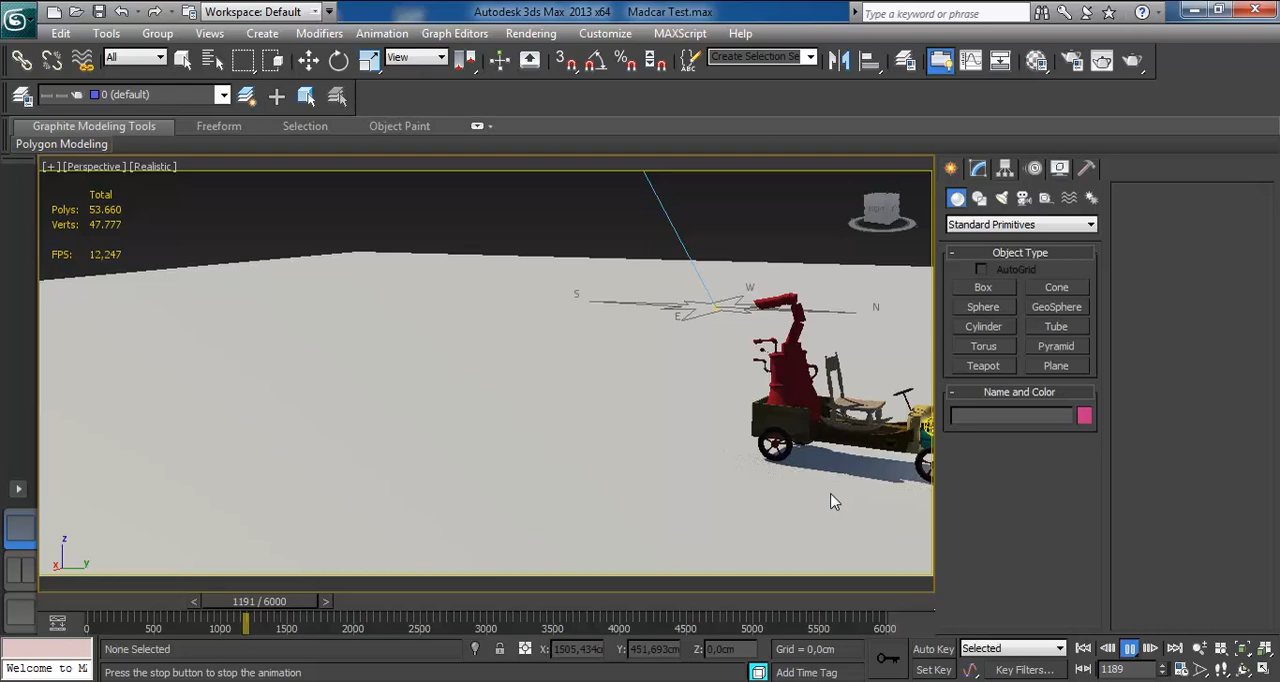 Workspace: Default
Autodesk 3ds Max 2013 x64 Madcar Test.max
Type a keyword or phrase
Edit Tools Group Views Create Modifiers Animation Graph Editors Rendering Customize MAXScript Help
All View 3 Create Selection Se
0 (default)
Graphite Modeling Tools Freeform Selection Object Paint
Polygon Modeling
[+] [Perspective] [Realistic]
Total
Polys: 53.660
Verts: 47.777
FPS: 12,247
S W N E
Standard Primitives
- Object Type
AutoGrid
Box Cone
Sphere GeoSphere
Cylinder Tube
Torus Pyramid
Teapot Plane
- Name and Color
z
x y
< 1191 / 6000 >
0 500 1000 1500 2000 2500 3000 3500 4000 4500 5000 5500 6000
None Selected X: 1505,434cm Y: 451,693cm Z: 0,0cm Grid = 0,0cm Auto Key Selected
Welcome to M Press the stop button to stop the animation Add Time Tag Set Key Key Filters... 1189